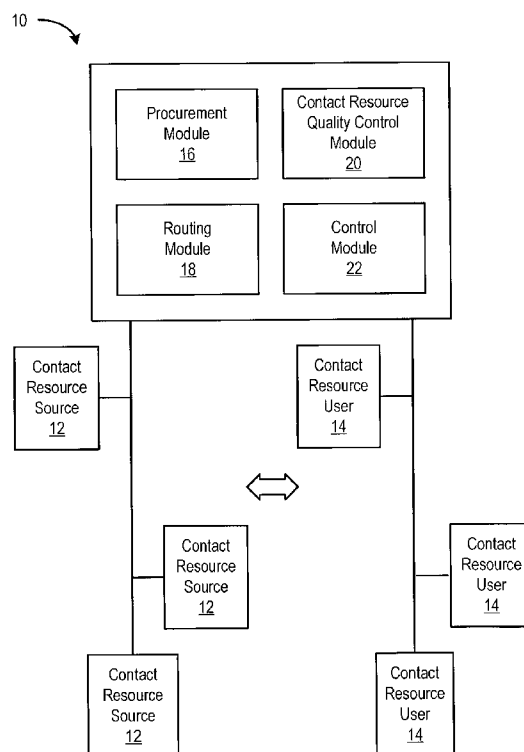 10
Procurement
Module
16
Contact Resource
Quality Control
Module
20
Routing
Module
18
Control
Module
22
Contact
Resource
Source
12
Contact
Resource
User
14
Contact
Resource
Source
12
Contact
Resource
User
14
Contact
Resource
Source
12
Contact
Resource
User
14